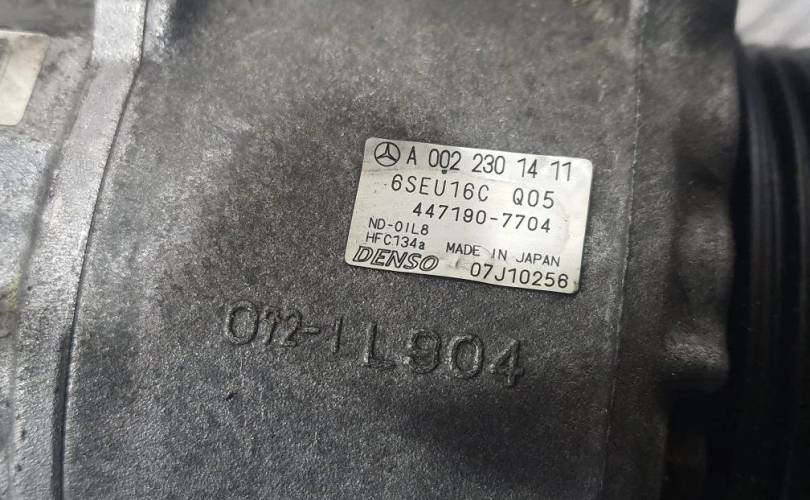 A 002 230 14 11
6SEU16C Q05
447190-7704
ND-OIL8
HFC134a MADE IN JAPAN
DENSO 07J10256
072-1L904